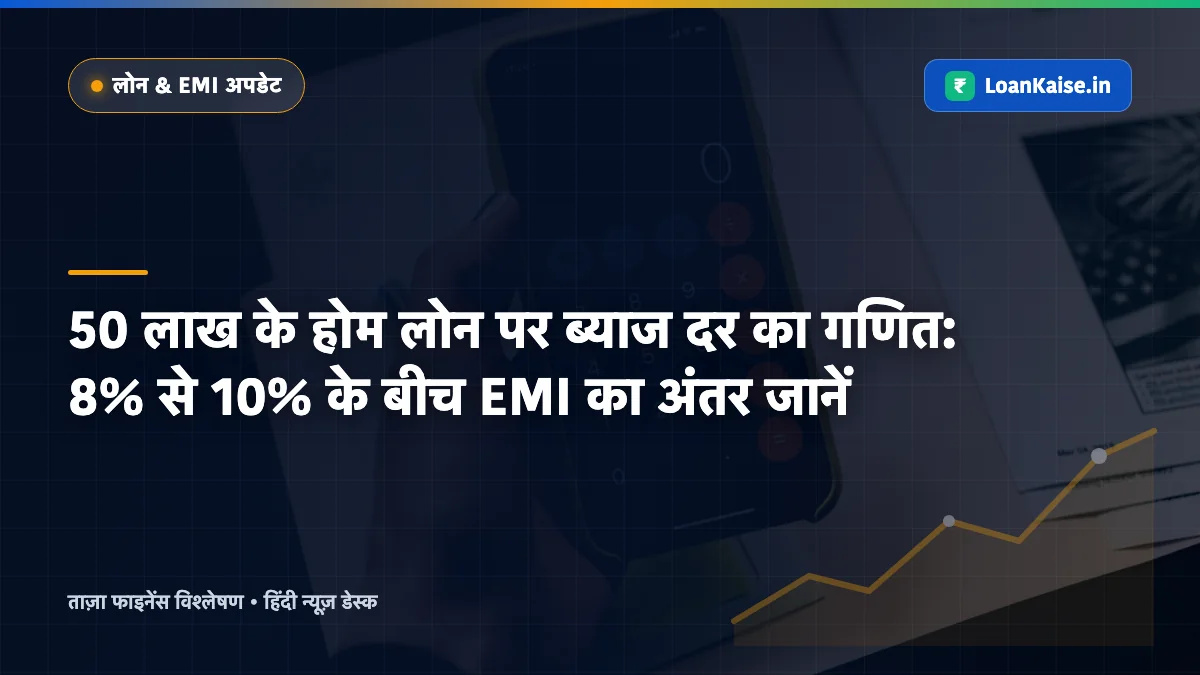 लोन & EMI अपडेट
₹ LoanKaise.in
50 लाख के होम लोन पर ब्याज दर का गणित:
8% से 10% के बीच EMI का अंतर जानें
ताज़ा फाइनेंस विश्लेषण • हिंदी न्यूज़ डेस्क